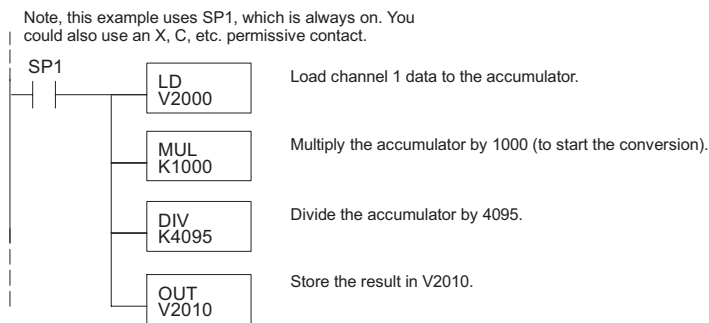 Note, this example uses SP1, which is always on. You
could also use an X, C, etc. permissive contact.
SP1
LD
V2000
Load channel 1 data to the accumulator.
MUL
K1000
Multiply the accumulator by 1000 (to start the conversion).
DIV
K4095
Divide the accumulator by 4095.
OUT
V2010
Store the result in V2010.